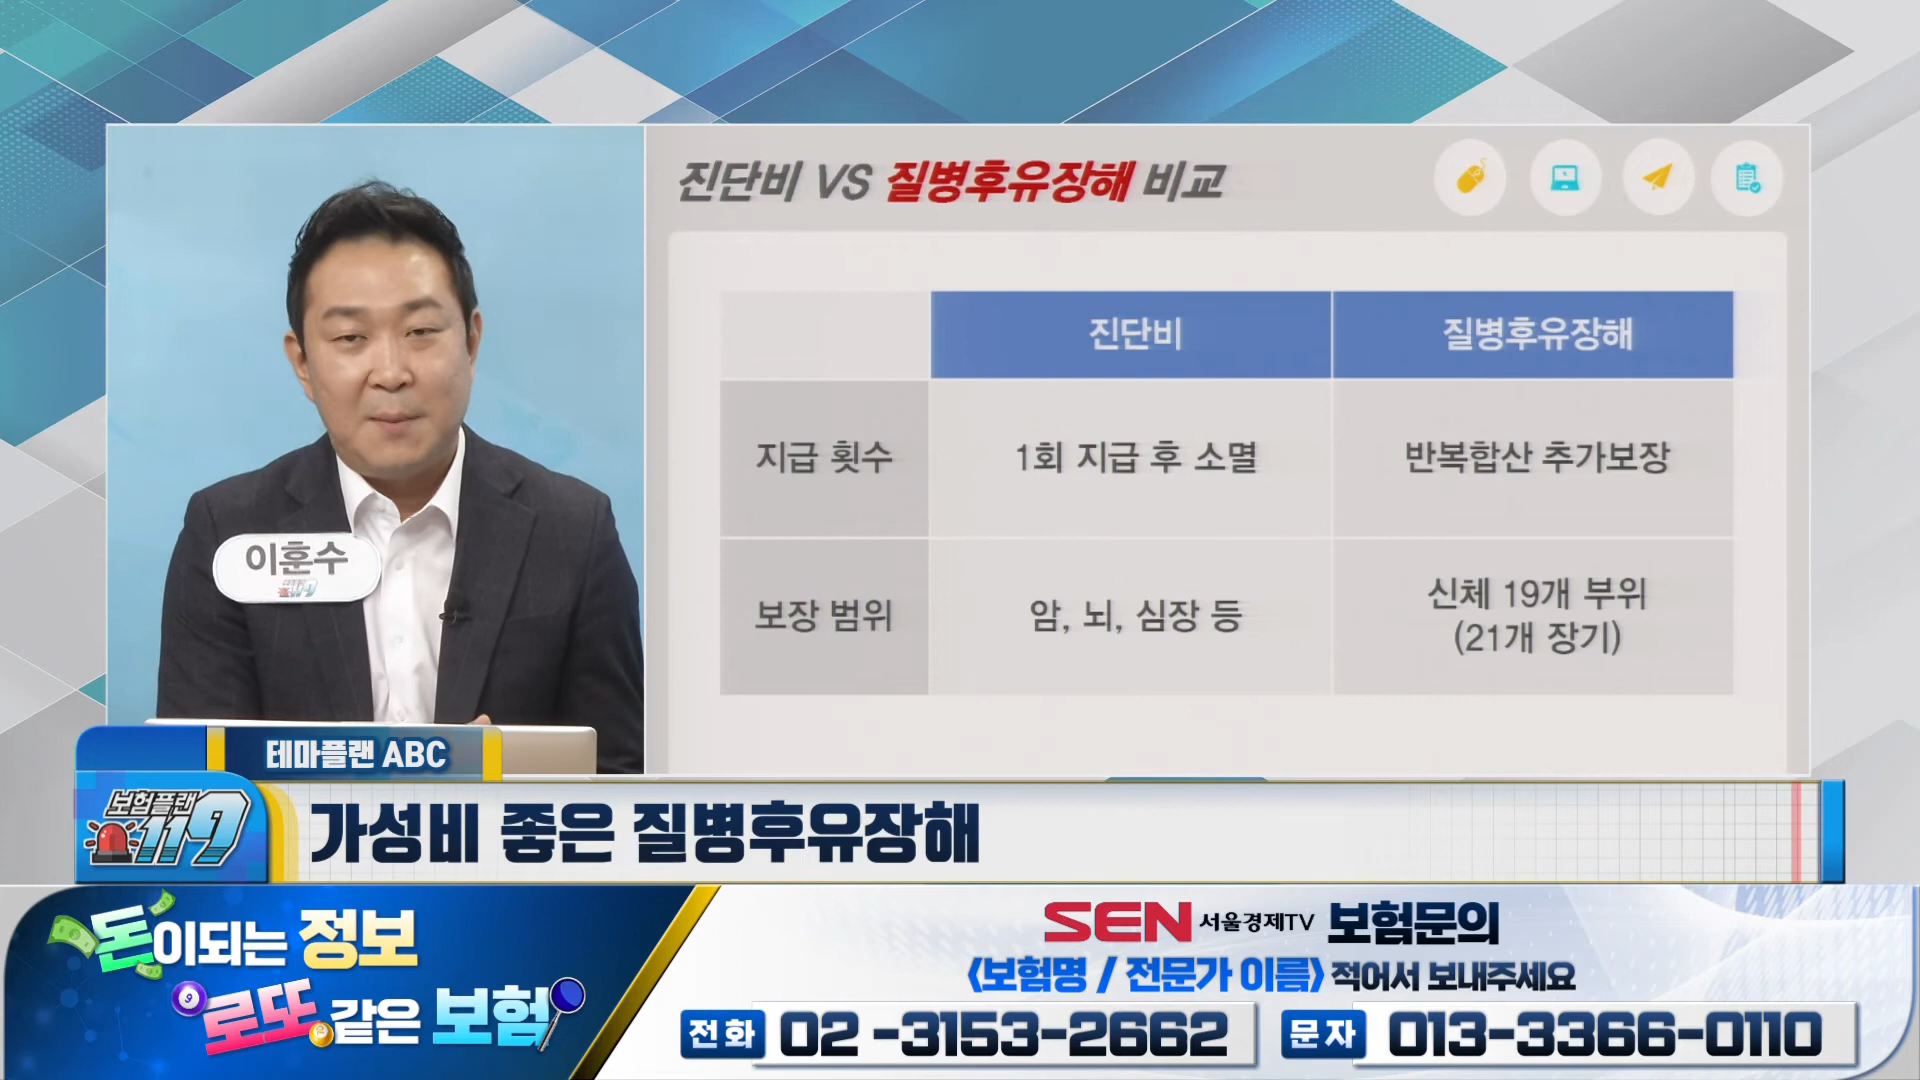 진단비 VS 질병후유장해 비교
진단비
질병후유장해
지급 횟수
1회 지급 후 소멸
반복합산 추가보장
보장 범위
암, 뇌, 심장 등
신체 19개 부위
(21개 장기)
이훈수
테마플랜 ABC
보험플랜
119
가성비 좋은 질병후유장해
돈이되는 정보
로또 같은 보험
SEN 서울경제TV 보험문의
<보험명 / 전문가 이름> 적어서 보내주세요
전화 02-3153-2662
문자 013-3366-0110